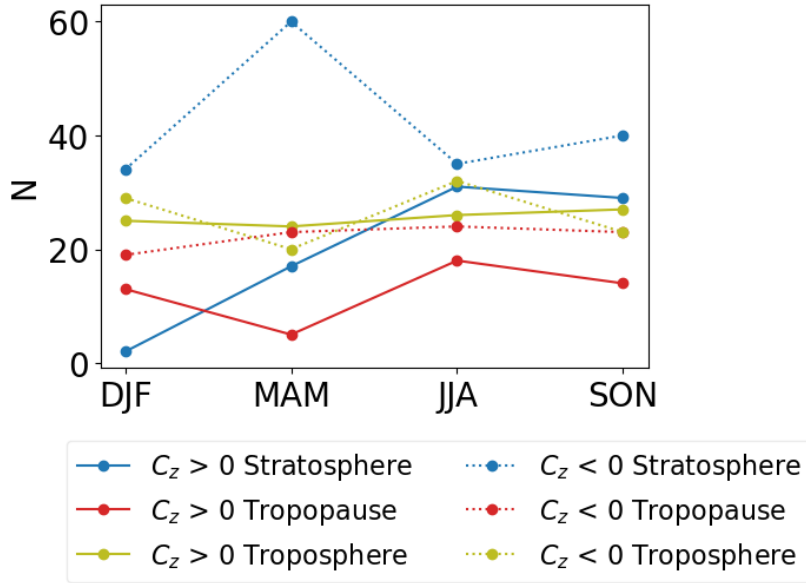 60
40
N
20
0
DJF MAM JJA SON
C_z > 0 Stratosphere C_z < 0 Stratosphere
C_z > 0 Tropopause C_z < 0 Tropopause
C_z > 0 Troposphere C_z < 0 Troposphere